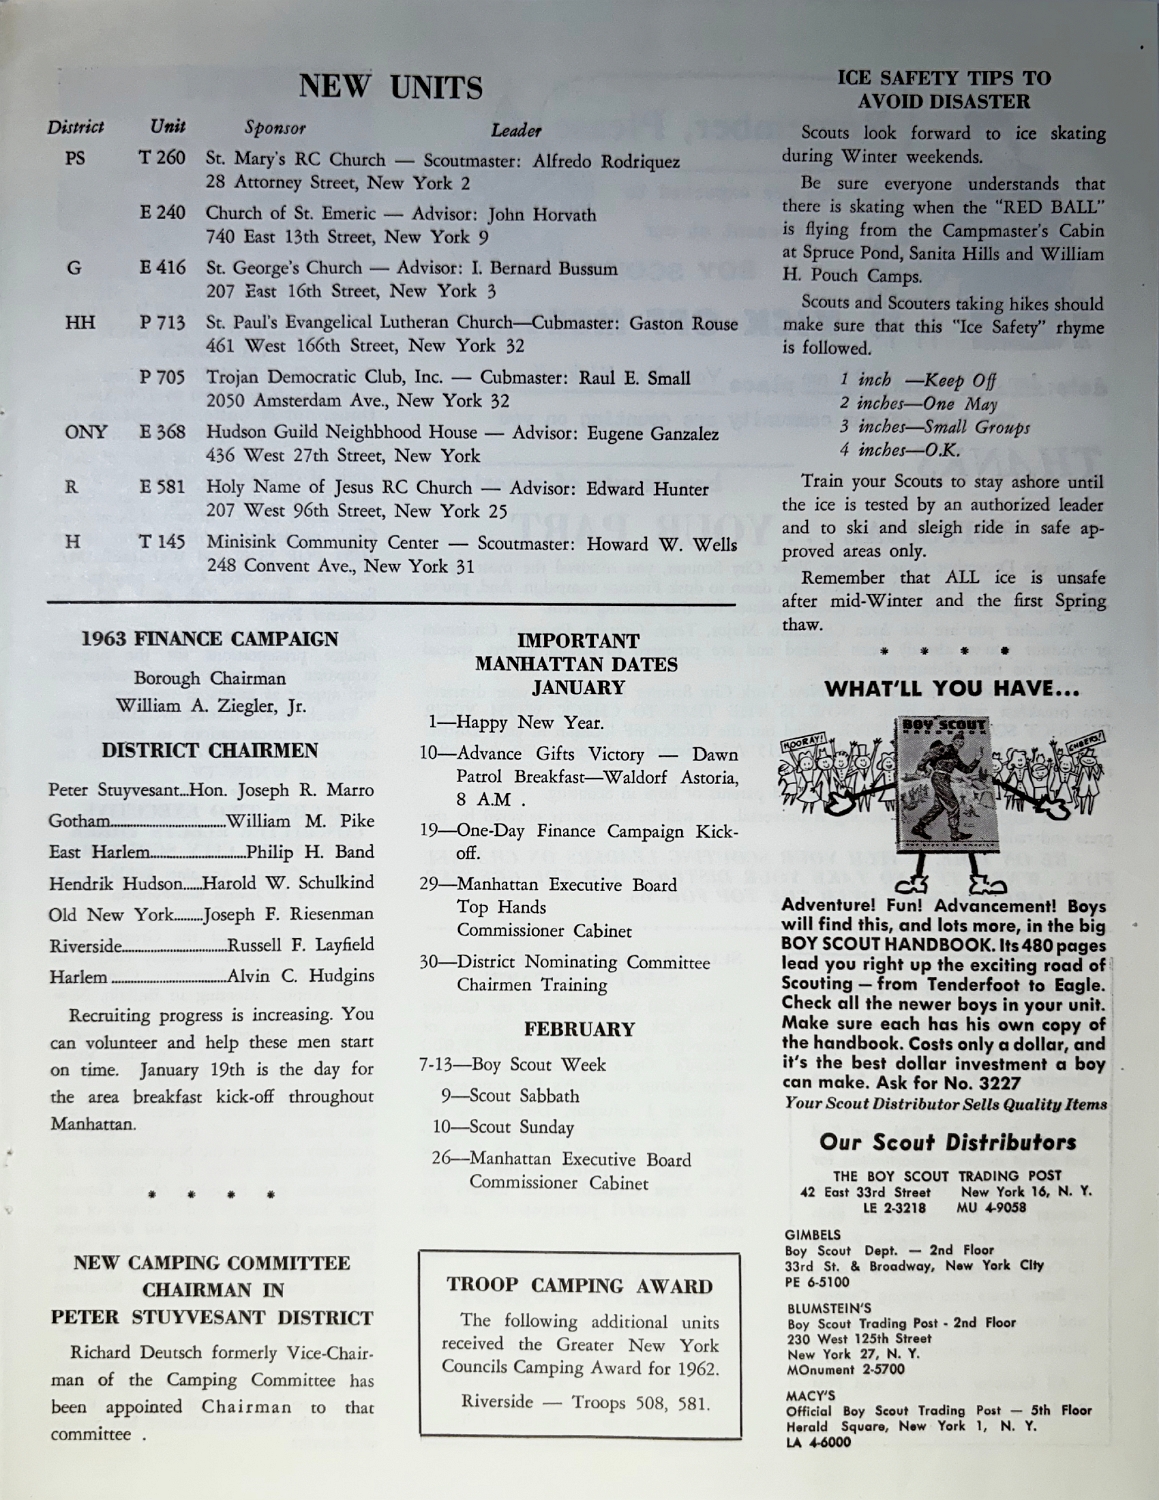 NEW UNITS
District Unit Sponsor Leader
PS T 260 St. Mary's RC Church — Scoutmaster: Alfredo Rodriquez
28 Attorney Street, New York 2
E 240 Church of St. Emeric — Advisor: John Horvath
740 East 13th Street, New York 9
G E 416 St. George's Church — Advisor: I. Bernard Bussum
207 East 16th Street, New York 3
HH P 713 St. Paul's Evangelical Lutheran Church—Cubmaster: Gaston Rouse
461 West 166th Street, New York 32
P 705 Trojan Democratic Club, Inc. — Cubmaster: Raul E. Small
2050 Amsterdam Ave., New York 32
ONY E 368 Hudson Guild Neighbhood House — Advisor: Eugene Ganzalez
436 West 27th Street, New York
R E 581 Holy Name of Jesus RC Church — Advisor: Edward Hunter
207 West 96th Street, New York 25
H T 145 Minisink Community Center — Scoutmaster: Howard W. Wells
248 Convent Ave., New York 31
1963 FINANCE CAMPAIGN
Borough Chairman
William A. Ziegler, Jr.
DISTRICT CHAIRMEN
Peter Stuyvesant...Hon. Joseph R. Marro
Gotham..............................William M. Pike
East Harlem.........................Philip H. Band
Hendrik Hudson.....Harold W. Schulkind
Old New York........Joseph F. Riesenman
Riverside...........................Russell F. Layfield
Harlem ..............................Alvin C. Hudgins
Recruiting progress is increasing. You
can volunteer and help these men start
on time. January 19th is the day for
the area breakfast kick-off throughout
Manhattan.
* * * *
NEW CAMPING COMMITTEE
CHAIRMAN IN
PETER STUYVESANT DISTRICT
Richard Deutsch formerly Vice-Chair-
man of the Camping Committee has
been appointed Chairman to that
committee .
IMPORTANT
MANHATTAN DATES
JANUARY
1—Happy New Year.
10—Advance Gifts Victory — Dawn
Patrol Breakfast—Waldorf Astoria,
8 A.M .
19—One-Day Finance Campaign Kick-
off.
29—Manhattan Executive Board
Top Hands
Commissioner Cabinet
30—District Nominating Committee
Chairmen Training
FEBRUARY
7-13—Boy Scout Week
9—Scout Sabbath
10—Scout Sunday
26—Manhattan Executive Board
Commissioner Cabinet
TROOP CAMPING AWARD
The following additional units
received the Greater New York
Councils Camping Award for 1962.
Riverside — Troops 508, 581.
ICE SAFETY TIPS TO
AVOID DISASTER
Scouts look forward to ice skating
during Winter weekends.
Be sure everyone understands that
there is skating when the "RED BALL"
is flying from the Campmaster's Cabin
at Spruce Pond, Sanita Hills and William
H. Pouch Camps.
Scouts and Scouters taking hikes should
make sure that this "Ice Safety" rhyme
is followed.
1 inch —Keep Off
2 inches—One May
3 inches—Small Groups
4 inches—O.K.
Train your Scouts to stay ashore until
the ice is tested by an authorized leader
and to ski and sleigh ride in safe ap-
proved areas only.
Remember that ALL ice is unsafe
after mid-Winter and the first Spring
thaw.
* * * *
WHAT'LL YOU HAVE...
HOORAY!
BOY SCOUT
HANDBOOK
CHEERS!
Adventure! Fun! Advancement! Boys
will find this, and lots more, in the big
BOY SCOUT HANDBOOK. Its 480 pages
lead you right up the exciting road of
Scouting — from Tenderfoot to Eagle.
Check all the newer boys in your unit.
Make sure each has his own copy of
the handbook. Costs only a dollar, and
it's the best dollar investment a boy
can make. Ask for No. 3227
Your Scout Distributor Sells Quality Items
Our Scout Distributors
THE BOY SCOUT TRADING POST
42 East 33rd Street New York 16, N. Y.
LE 2-3218 MU 4-9058
GIMBELS
Boy Scout Dept. — 2nd Floor
33rd St. & Broadway, New York City
PE 6-5100
BLUMSTEIN'S
Boy Scout Trading Post - 2nd Floor
230 West 125th Street
New York 27, N. Y.
MOnument 2-5700
MACY'S
Official Boy Scout Trading Post — 5th Floor
Herald Square, New York 1, N. Y.
LA 4-6000